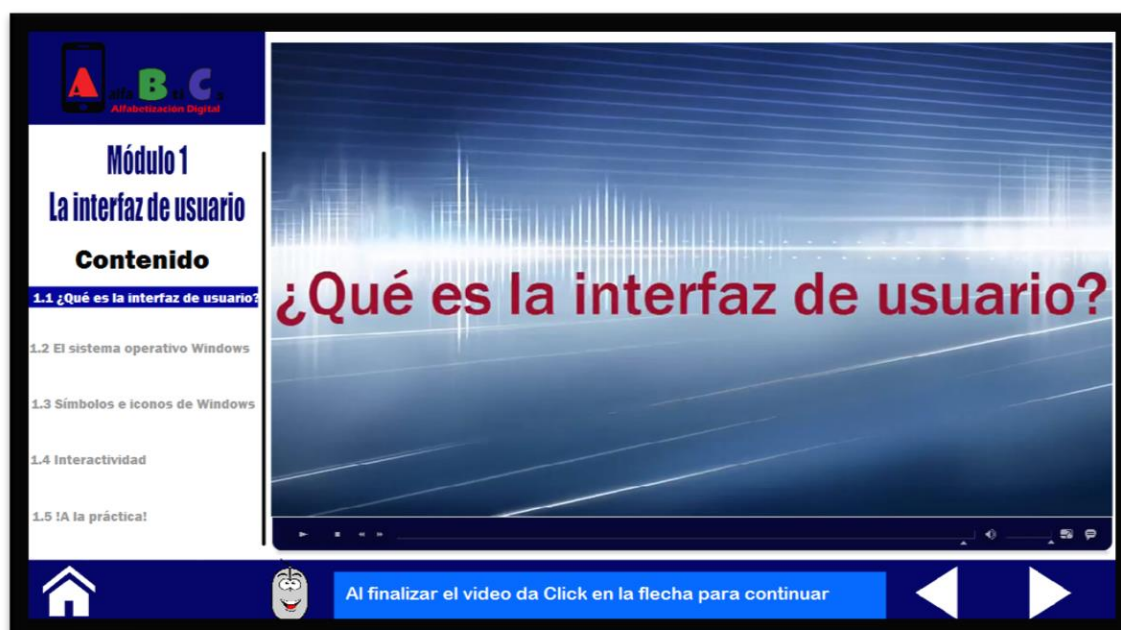 A alfa B eti C s
Alfabetización Digital
Módulo 1
La interfaz de usuario
Contenido
1.1 ¿Qué es la interfaz de usuario?
1.2 El sistema operativo Windows
1.3 Símbolos e iconos de Windows
1.4 Interactividad
1.5 !A la práctica!
¿Qué es la interfaz de usuario?
Al finalizar el video da Click en la flecha para continuar